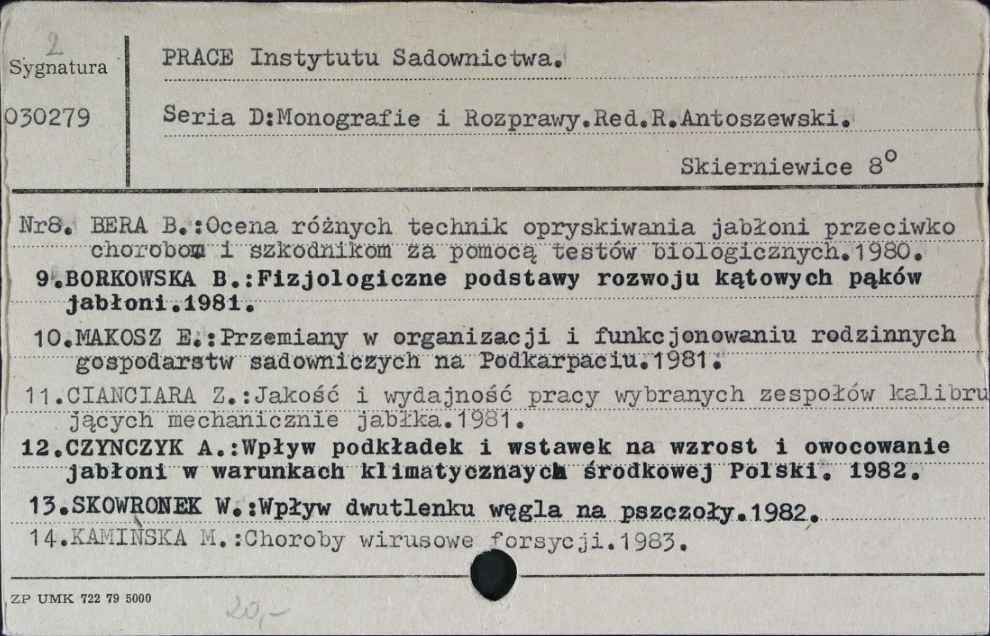 2
Sygnatura
030279
PRACE Instytutu Sadownictwa.
Seria D:Monografie i Rozprawy.Red.R.Antoszewski.
Skierniewice 8°
Nr8. BERA B.:Ocena różnych technik opryskiwania jabłoni przeciwko
chorobom i szkodnikom za pomocą testów biologicznych.1980.
9.BORKOWSKA B.:Fizjologiczne podstawy rozwoju kątowych pąków
jabłoni.1981.
10.MAKOSZ E.:Przemiany w organizacji i funkcjonowaniu rodzinnych
gospodarstw sadowniczych na Podkarpaciu.1981.
11.CIANCIARA Z.:Jakość i wydajność pracy wybranych zespołów kalibru
jących mechanicznie jabłka.1981.
12.CZYNCZYK A.:Wpływ podkładek i wstawek na wzrost i owocowanie
jabłoni w warunkach klimatycznaych środkowej Polski. 1982.
13.SKOWRONEK W.:Wpływ dwutlenku węgla na pszczoły.1982.
14.KAMIŃSKA M.:Choroby wirusowe forsycji.1983.
ZP UMK 722 79 5000
20,-